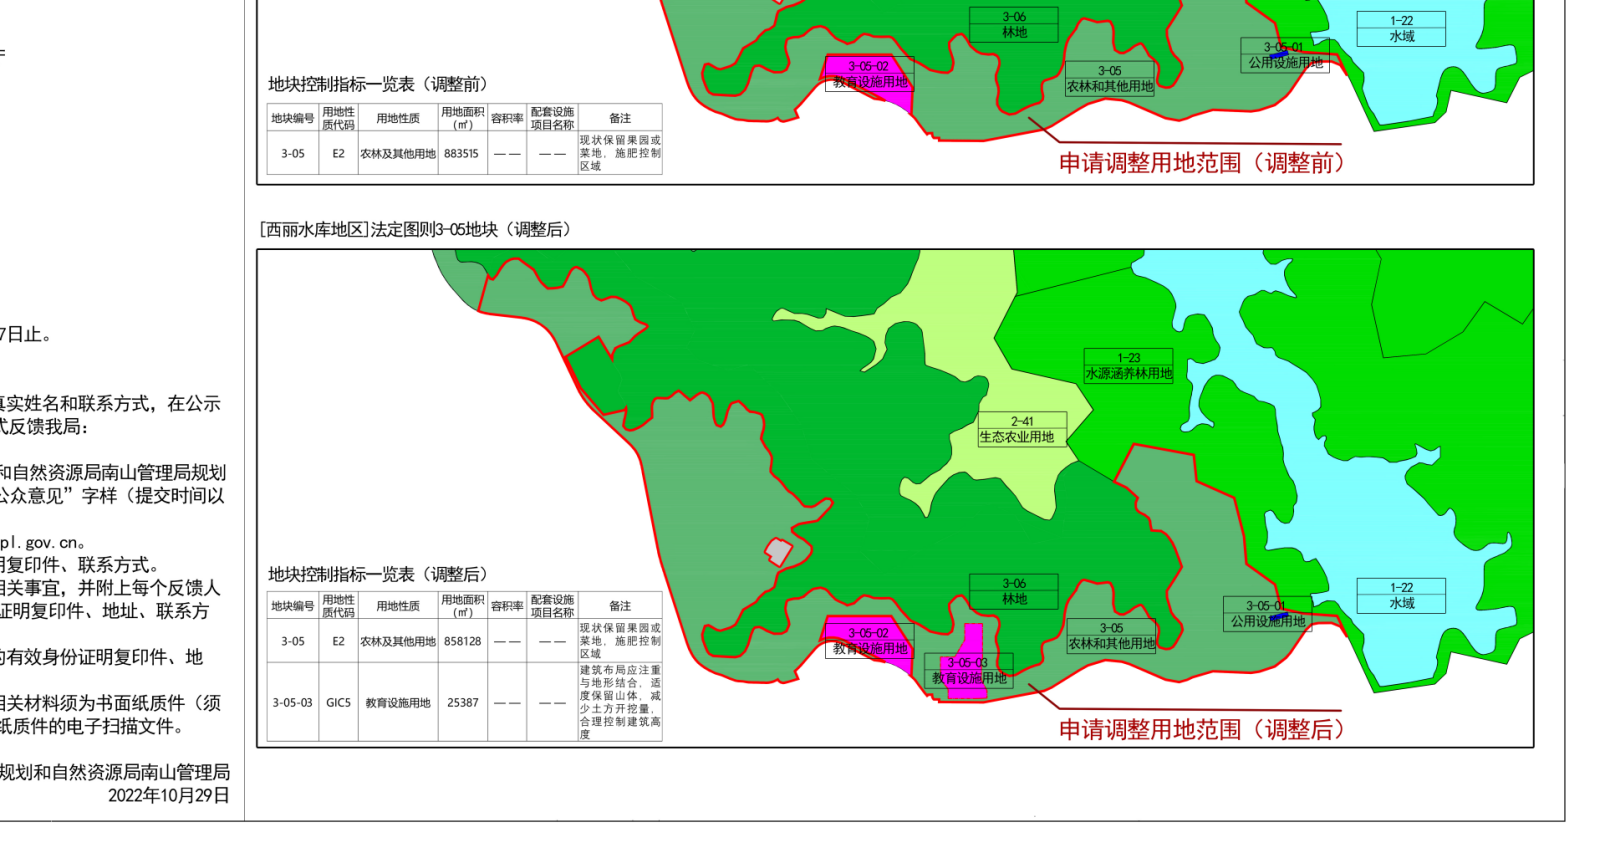 7日止。
真实姓名和联系方式，在公示
式反馈我局：
和自然资源局南山管理局规划
公众意见”字样（提交时间以
pl.gov.cn。
明复印件、联系方式。
相关事宜，并附上每个反馈人
证明复印件、地址、联系方
的有效身份证明复印件、地
相关材料须为书面纸质件（须
纸质件的电子扫描文件。
规划和自然资源局南山管理局
2022年10月29日
3-06
林地
1-22
水域
3-05-01
公用设施用地
3-05-02
教育设施用地
3-05
农林和其他用地
地块控制指标一览表（调整前）
地块编号 用地性质代码 用地性质 用地面积（㎡） 容积率 配套设施项目名称 备注
3-05 E2 农林及其他用地 883515 —— —— 现状保留果园或
菜地，施肥控制
区域
申请调整用地范围（调整前）
[西丽水库地区]法定图则3-05地块（调整后）
1-23
水源涵养林用地
2-41
生态农业用地
3-06
林地
1-22
水域
3-05-01
公用设施用地
3-05-02
教育设施用地
3-05
农林和其他用地
3-05-03
教育设施用地
地块控制指标一览表（调整后）
地块编号 用地性质代码 用地性质 用地面积（㎡） 容积率 配套设施项目名称 备注
3-05 E2 农林及其他用地 858128 —— —— 现状保留果园或
菜地，施肥控制
区域
3-05-03 GIC5 教育设施用地 25387 —— —— 建筑布局应注重
与地形结合，适
度保留山体，减
少土方开挖量，
合理控制建筑高
度
申请调整用地范围（调整后）